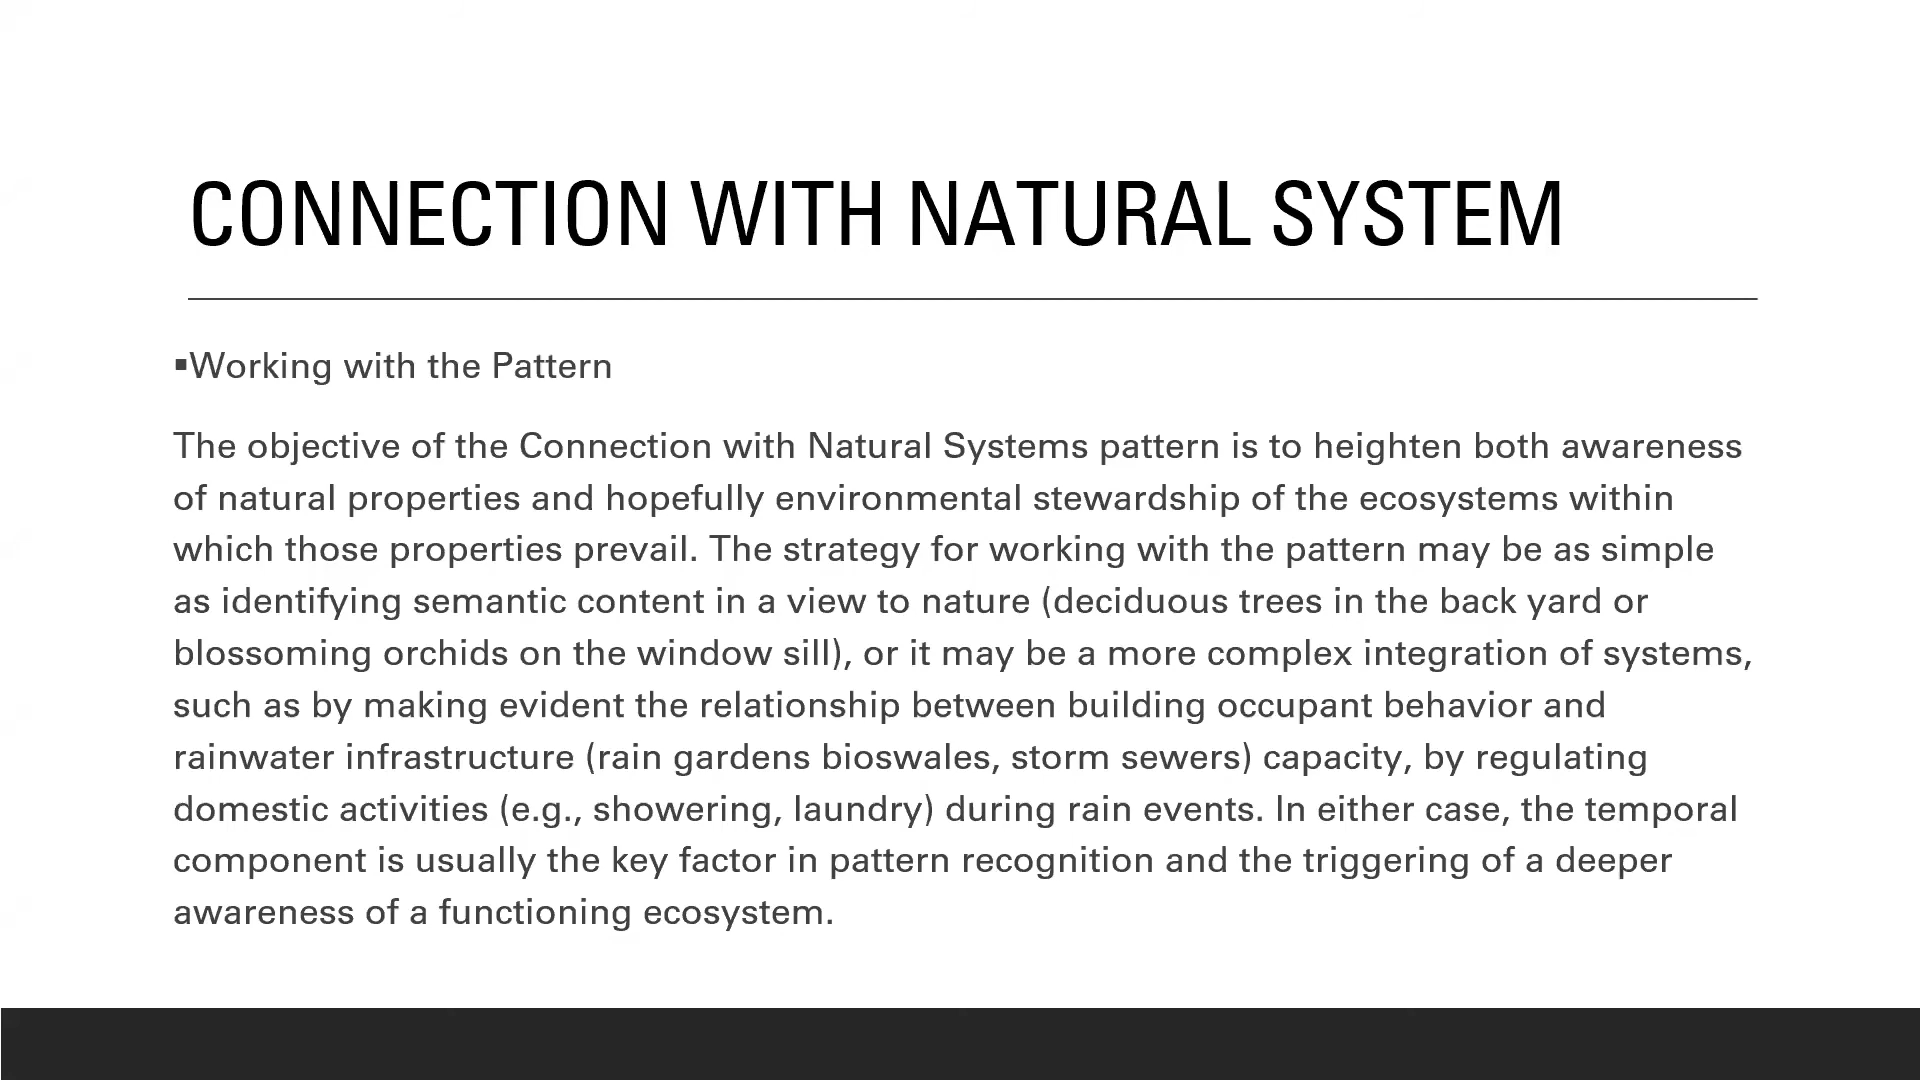 CONNECTION WITH NATURAL SYSTEM
▪Working with the Pattern
The objective of the Connection with Natural Systems pattern is to heighten both awareness
of natural properties and hopefully environmental stewardship of the ecosystems within
which those properties prevail. The strategy for working with the pattern may be as simple
as identifying semantic content in a view to nature (deciduous trees in the back yard or
blossoming orchids on the window sill), or it may be a more complex integration of systems,
such as by making evident the relationship between building occupant behavior and
rainwater infrastructure (rain gardens bioswales, storm sewers) capacity, by regulating
domestic activities (e.g., showering, laundry) during rain events. In either case, the temporal
component is usually the key factor in pattern recognition and the triggering of a deeper
awareness of a functioning ecosystem.